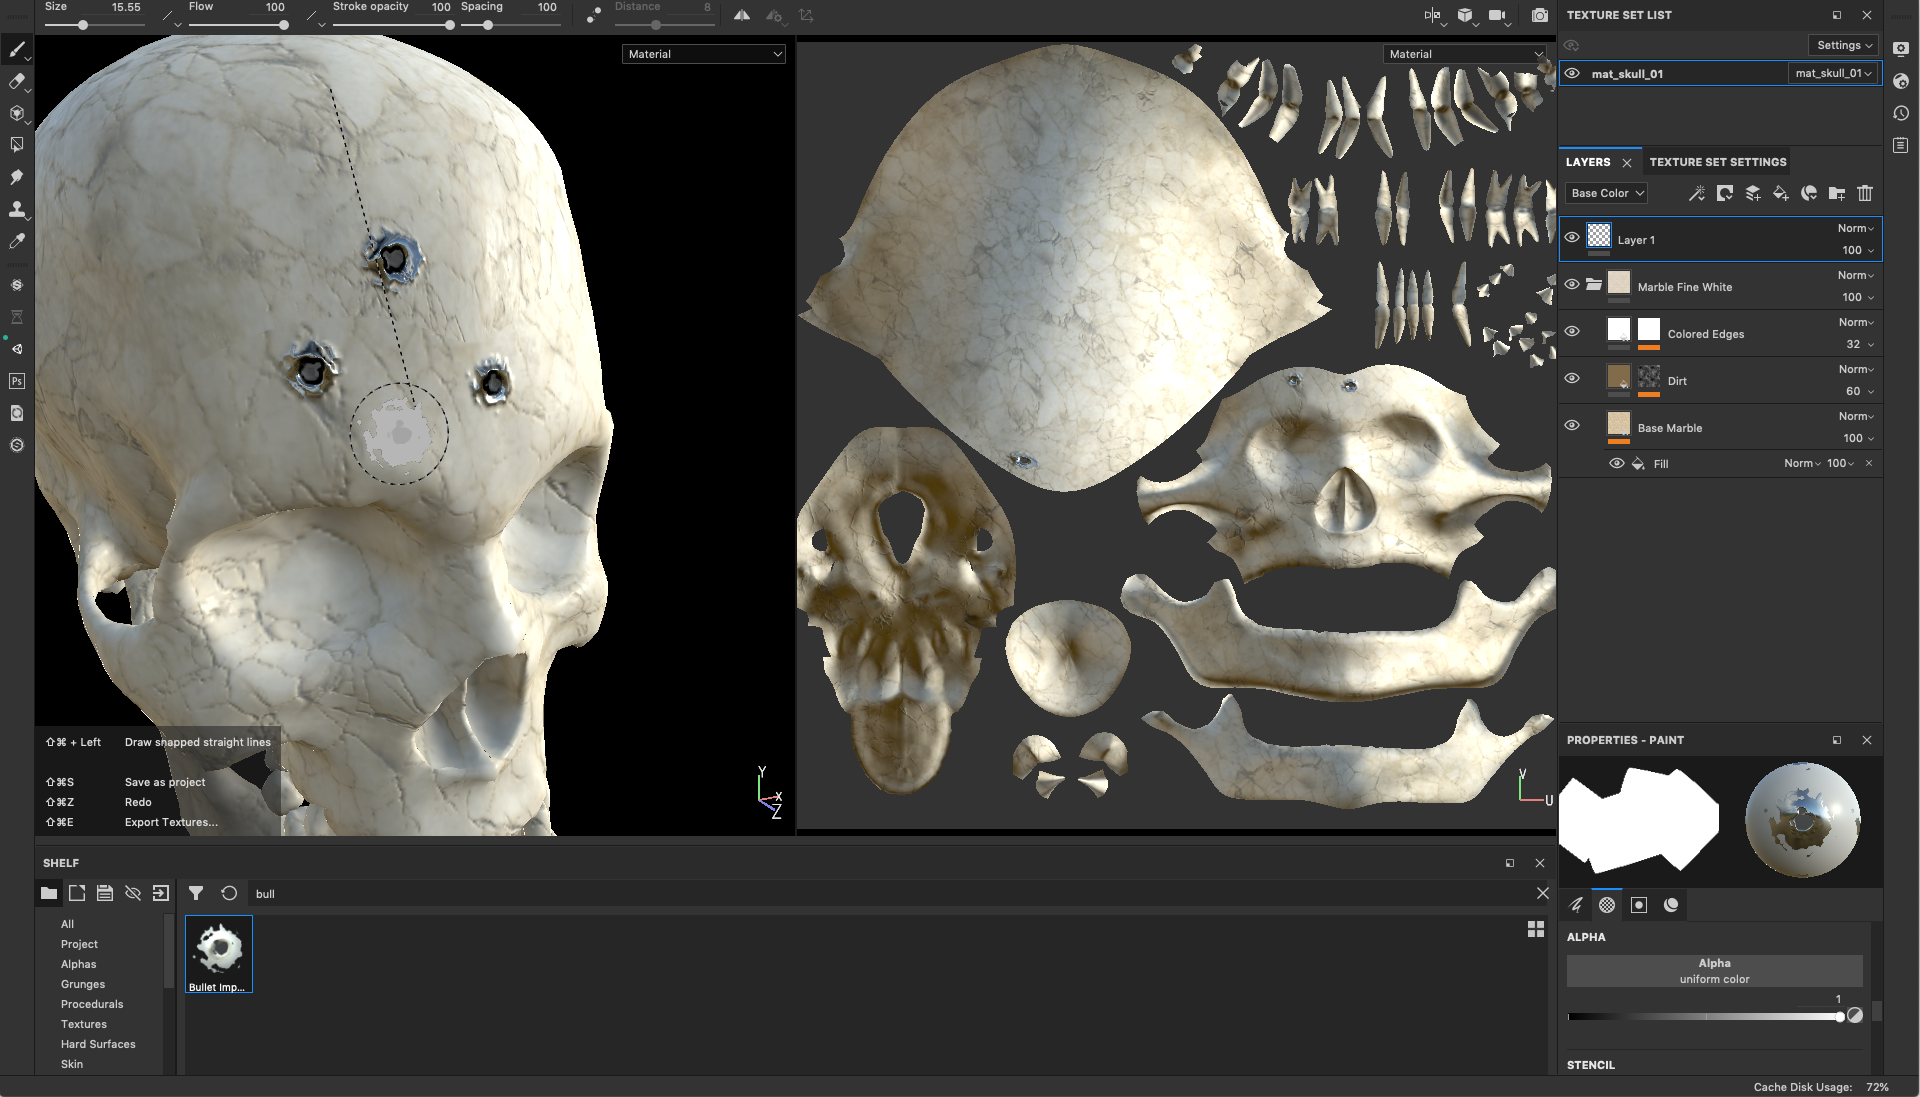 Size 15.55 Flow 100 Stroke opacity 100 Spacing 100 Distance 8
Material
Material
Y
X
Z
V
U
⇧⌘ + Left Draw snapped straight lines
⇧⌘S Save as project
⇧⌘Z Redo
⇧⌘E Export Textures...
Ps
SHELF
bull
All
Project
Alphas
Grunges
Procedurals
Textures
Hard Surfaces
Skin
Bullet Imp...
TEXTURE SET LIST
Settings
mat_skull_01 mat_skull_01
LAYERS TEXTURE SET SETTINGS
Base Color
Layer 1 Norm 100
Marble Fine White Norm 100
Colored Edges Norm 32
Dirt Norm 60
Base Marble Norm 100
Fill Norm 100
PROPERTIES - PAINT
ALPHA
Alpha
uniform color
1
STENCIL
Cache Disk Usage: 72%